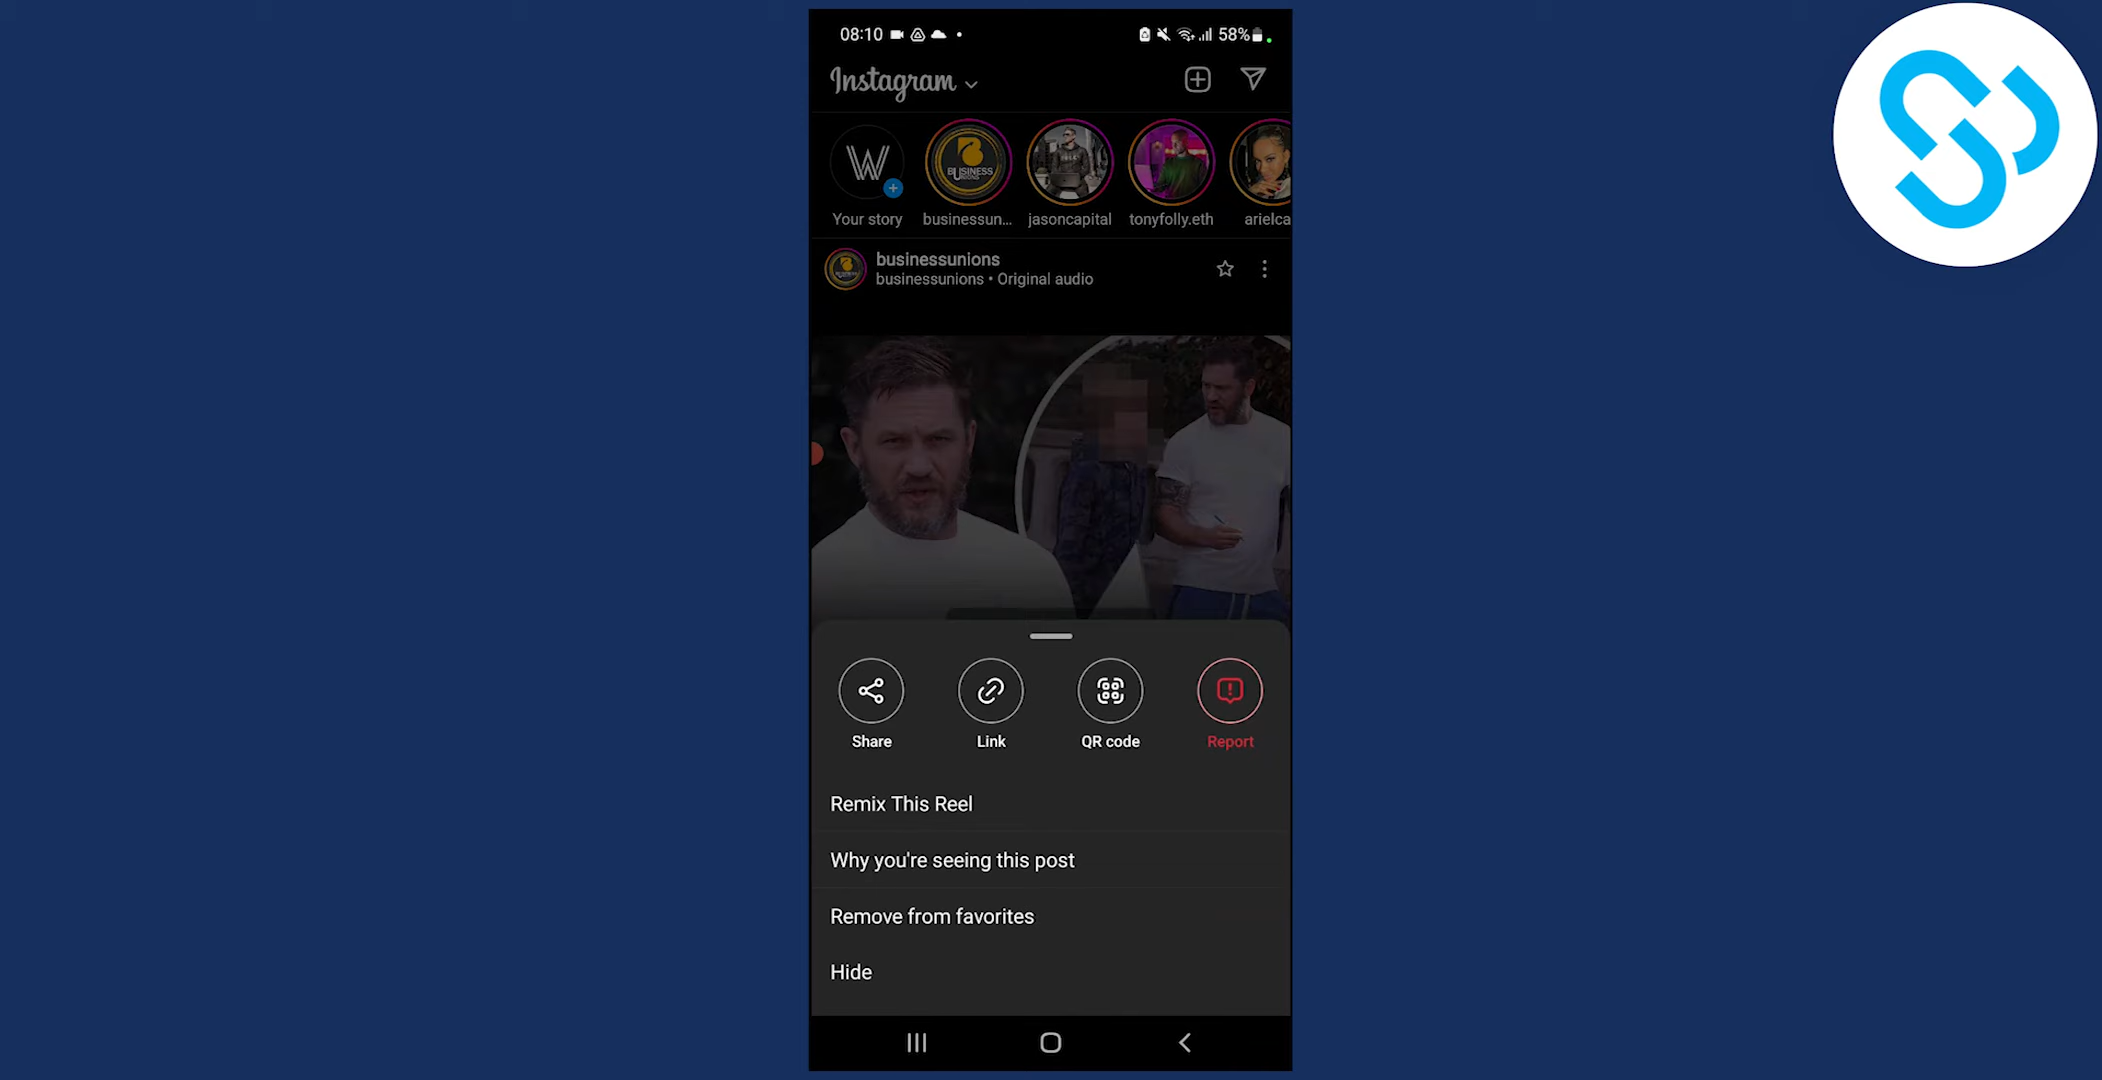 08:10 58%
Instagram
BUSINESS
Your story businessun... jasoncapital tonyfolly.eth arielca
businessunions
businessunions • Original audio
Share Link QR code Report
Remix This Reel
Why you're seeing this post
Remove from favorites
Hide